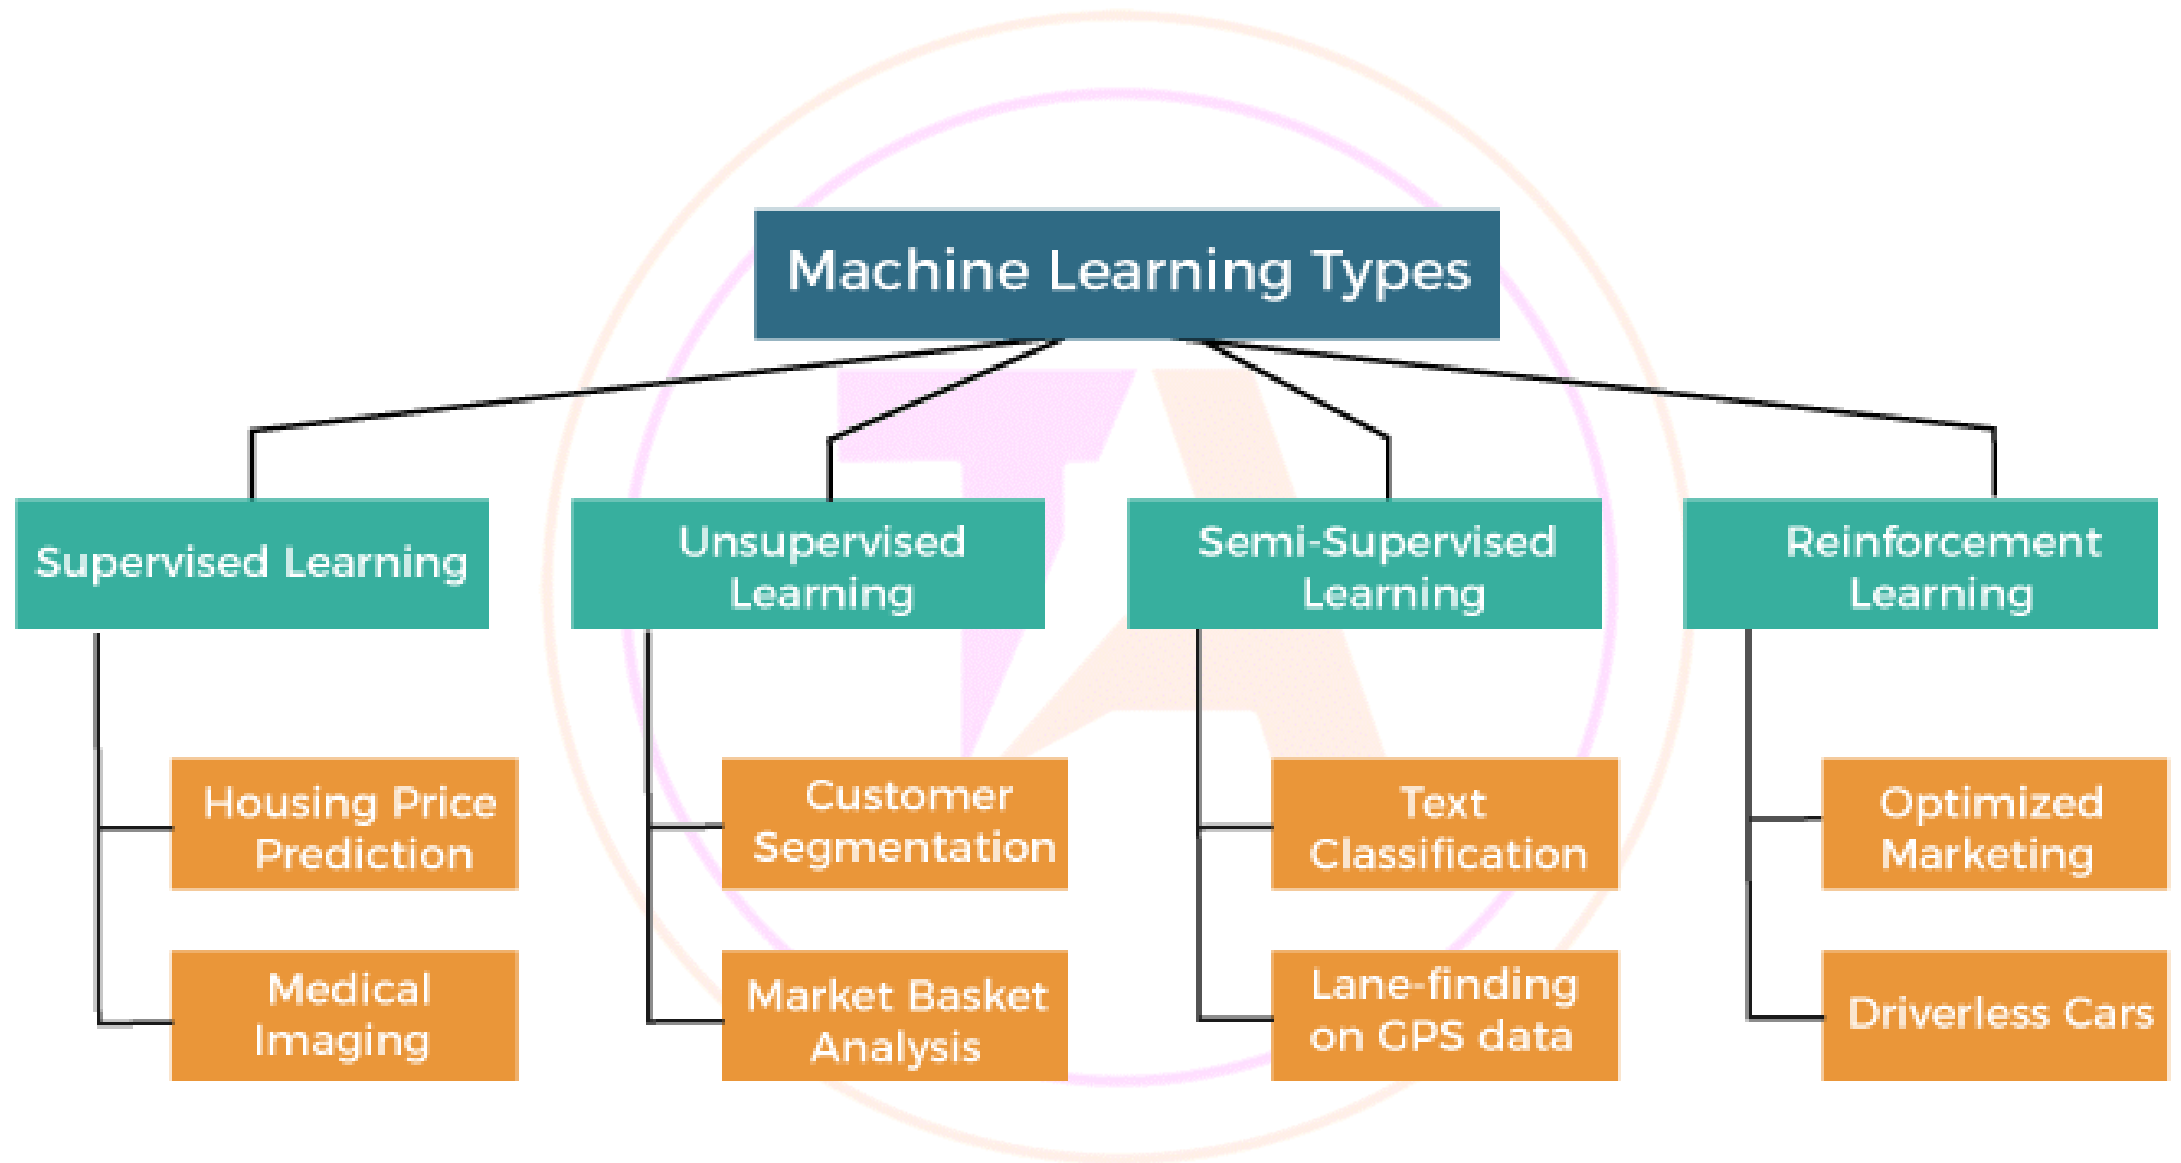 Machine Learning Types
Supervised Learning
Unsupervised
Learning
Semi-Supervised
Learning
Reinforcement
Learning
Housing Price
Prediction
Medical
Imaging
Customer
Segmentation
Market Basket
Analysis
Text
Classification
Lane-finding
on GPS data
Optimized
Marketing
Driverless Cars